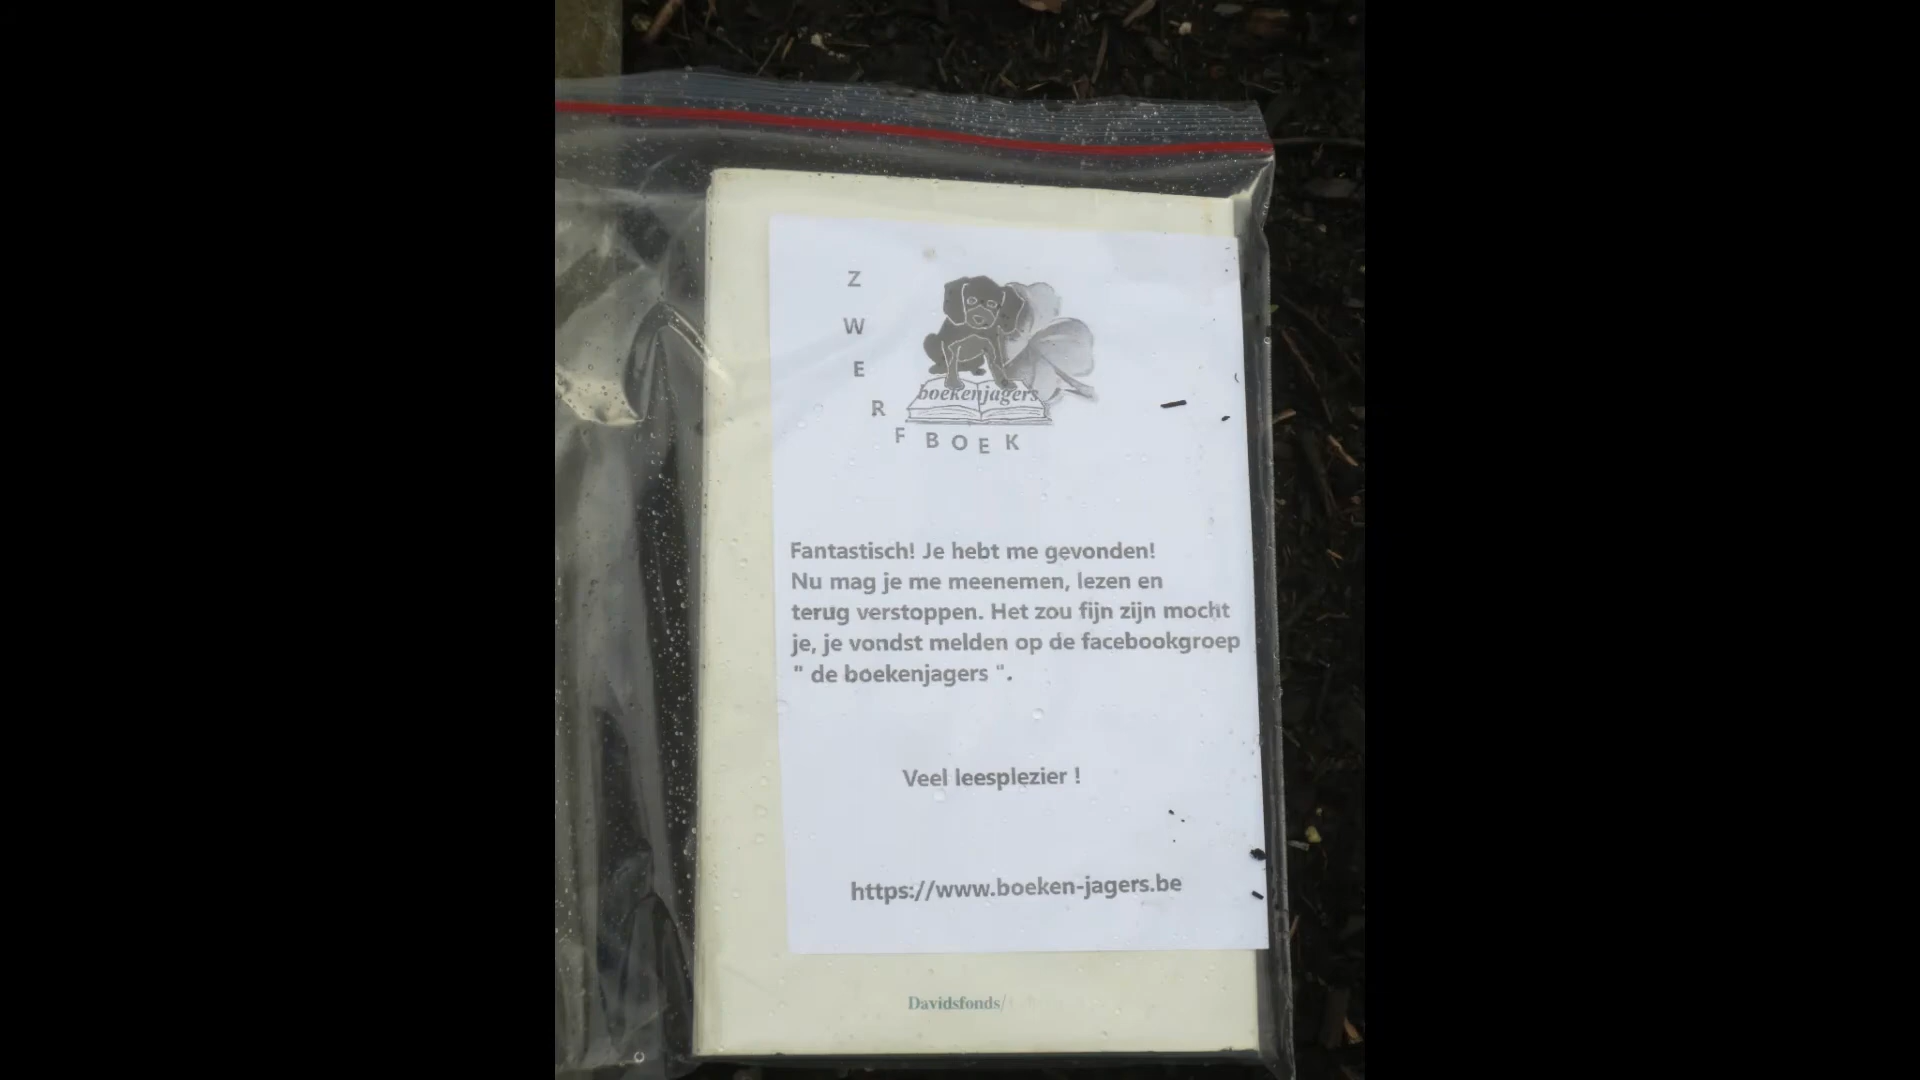 ZWERFBOEK
boekenjagers
Fantastisch! Je hebt me gevonden!
Nu mag je me meenemen, lezen en
terug verstoppen. Het zou fijn zijn mocht
je, je vondst melden op de facebookgroep
" de boekenjagers ".
Veel leesplezier !
https://www.boeken-jagers.be
Davidsfonds/